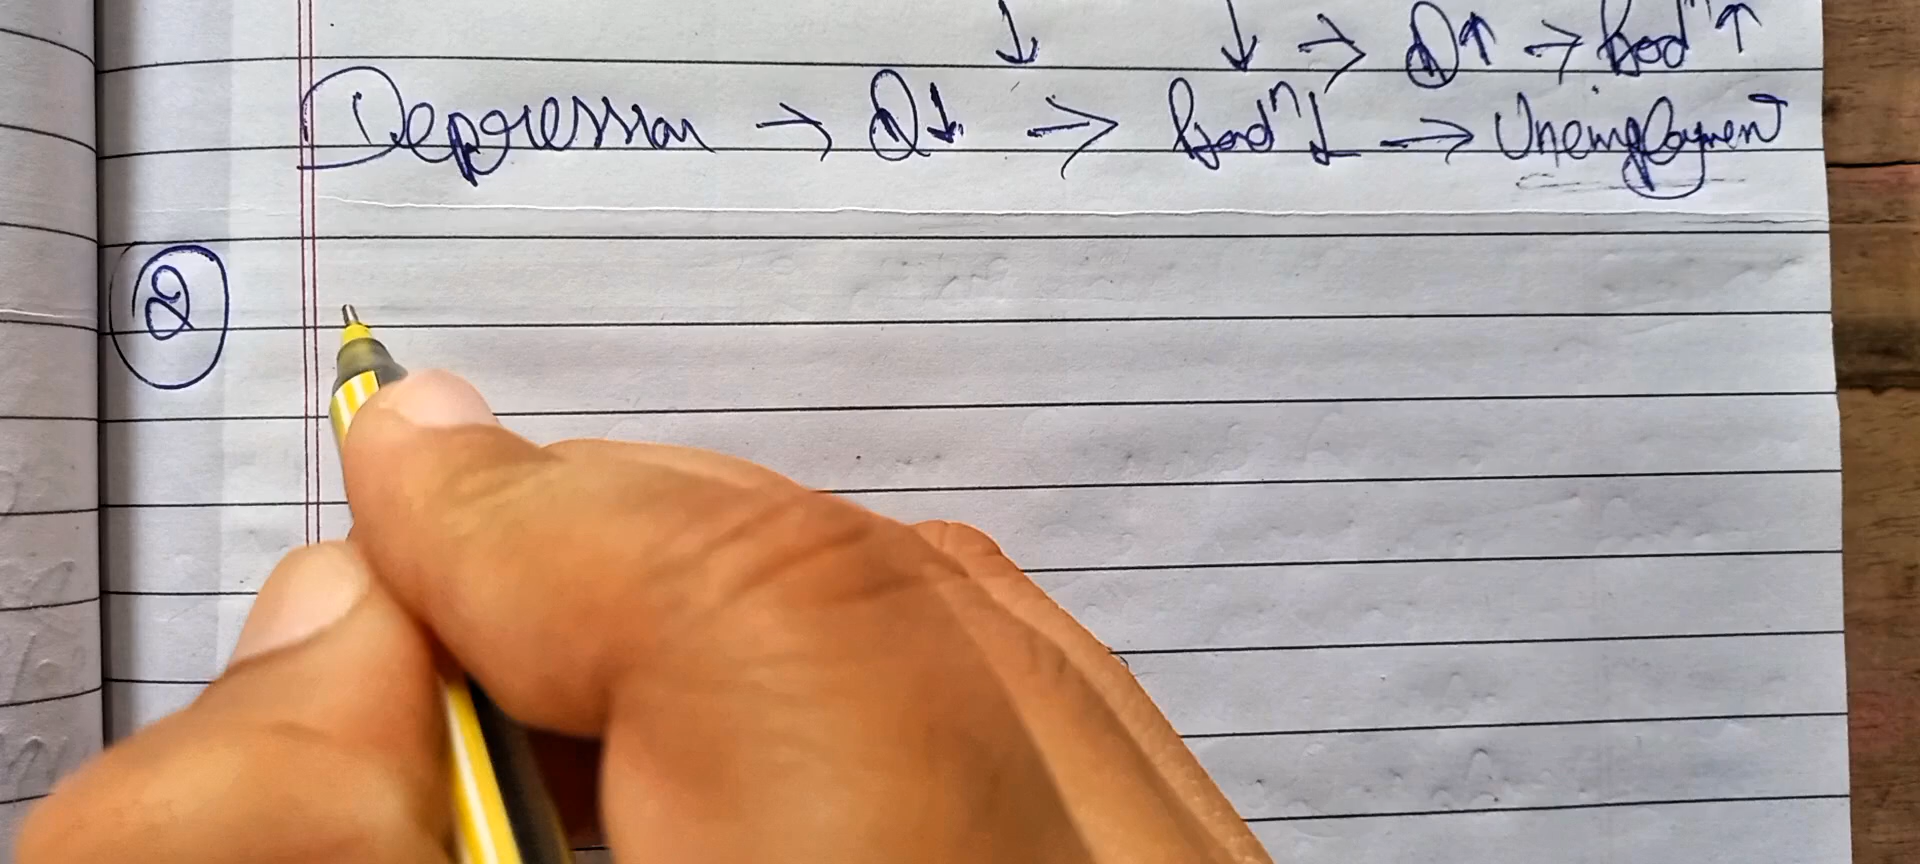 ↓ ↓ → D↑ → Prodⁿ ↑
Depression → D↓ → Prodⁿ↓ → Unemployment
2